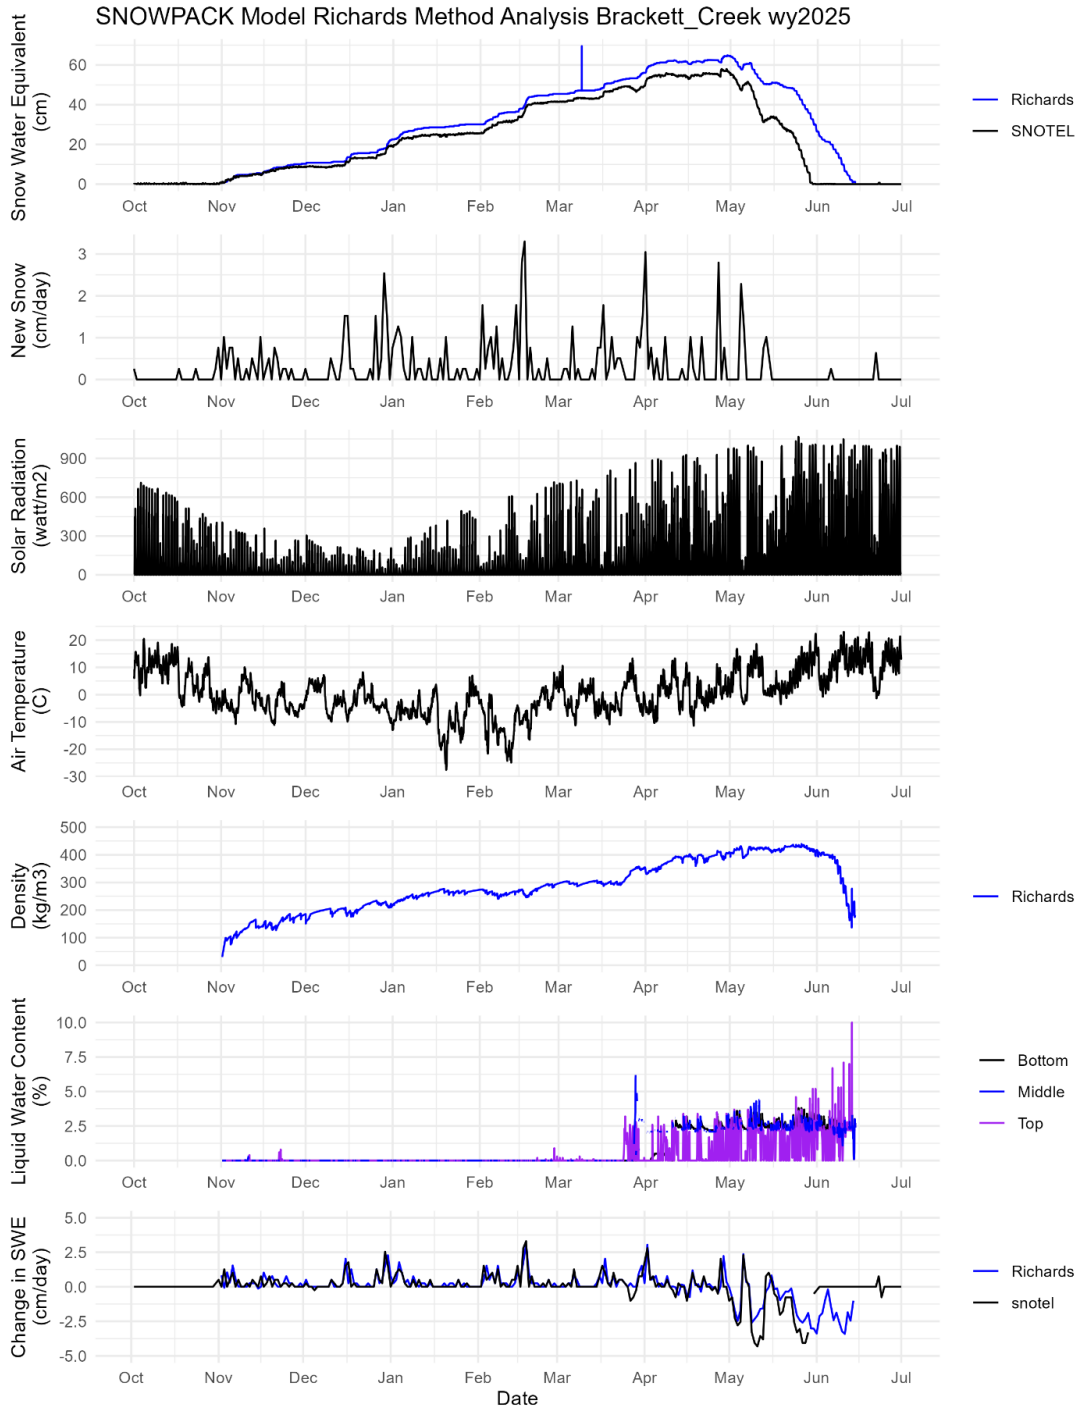 SNOWPACK Model Richards Method Analysis Brackett_Creek wy2025
Snow Water Equivalent
(cm)
60
40
20
0
Oct Nov Dec Jan Feb Mar Apr May Jun Jul
Richards
SNOTEL
New Snow
(cm/day)
3
2
1
0
Oct Nov Dec Jan Feb Mar Apr May Jun Jul
Solar Radiation
(watt/m2)
900
600
300
0
Oct Nov Dec Jan Feb Mar Apr May Jun Jul
Air Temperature
(C)
20
10
0
-10
-20
-30
Oct Nov Dec Jan Feb Mar Apr May Jun Jul
Density
(kg/m3)
500
400
300
200
100
0
Oct Nov Dec Jan Feb Mar Apr May Jun Jul
Richards
Liquid Water Content
(%)
10.0
7.5
5.0
2.5
0.0
Oct Nov Dec Jan Feb Mar Apr May Jun Jul
Bottom
Middle
Top
Change in SWE
(cm/day)
5.0
2.5
0.0
-2.5
-5.0
Oct Nov Dec Jan Feb Mar Apr May Jun Jul
Date
Richards
snotel